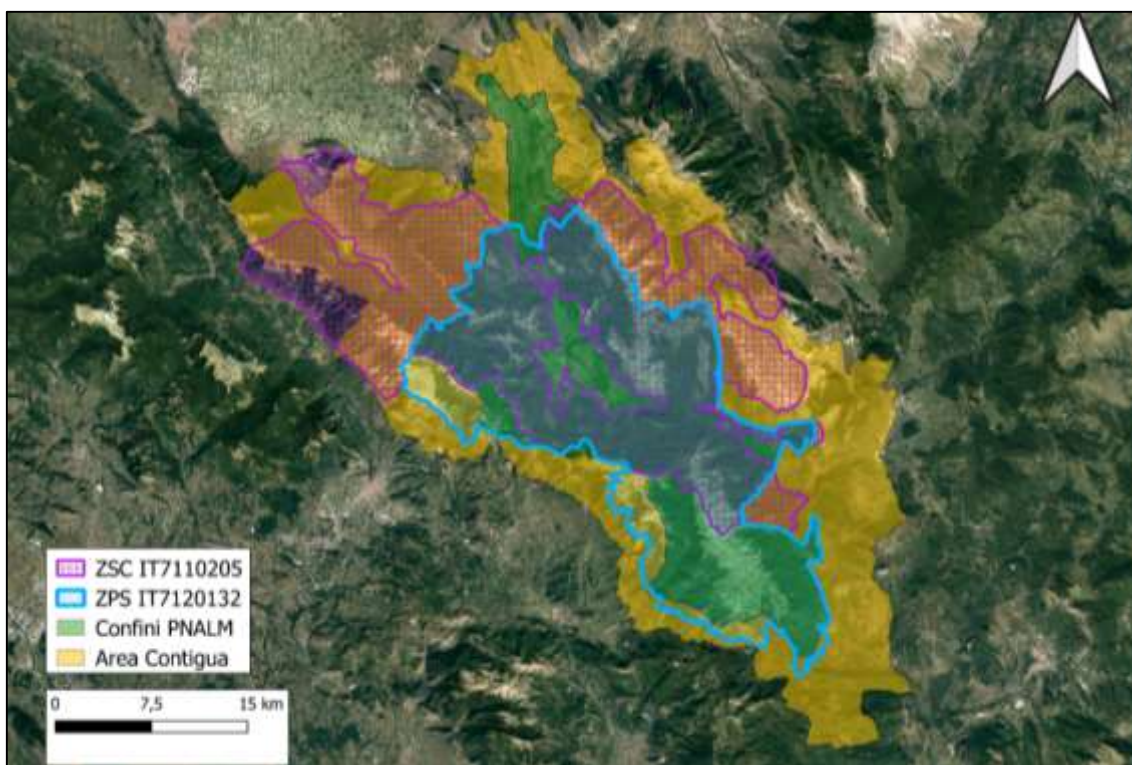 ZSC IT7110205
ZPS IT7120132
Confini PNALM
Area Contigua
0 7,5 15 km